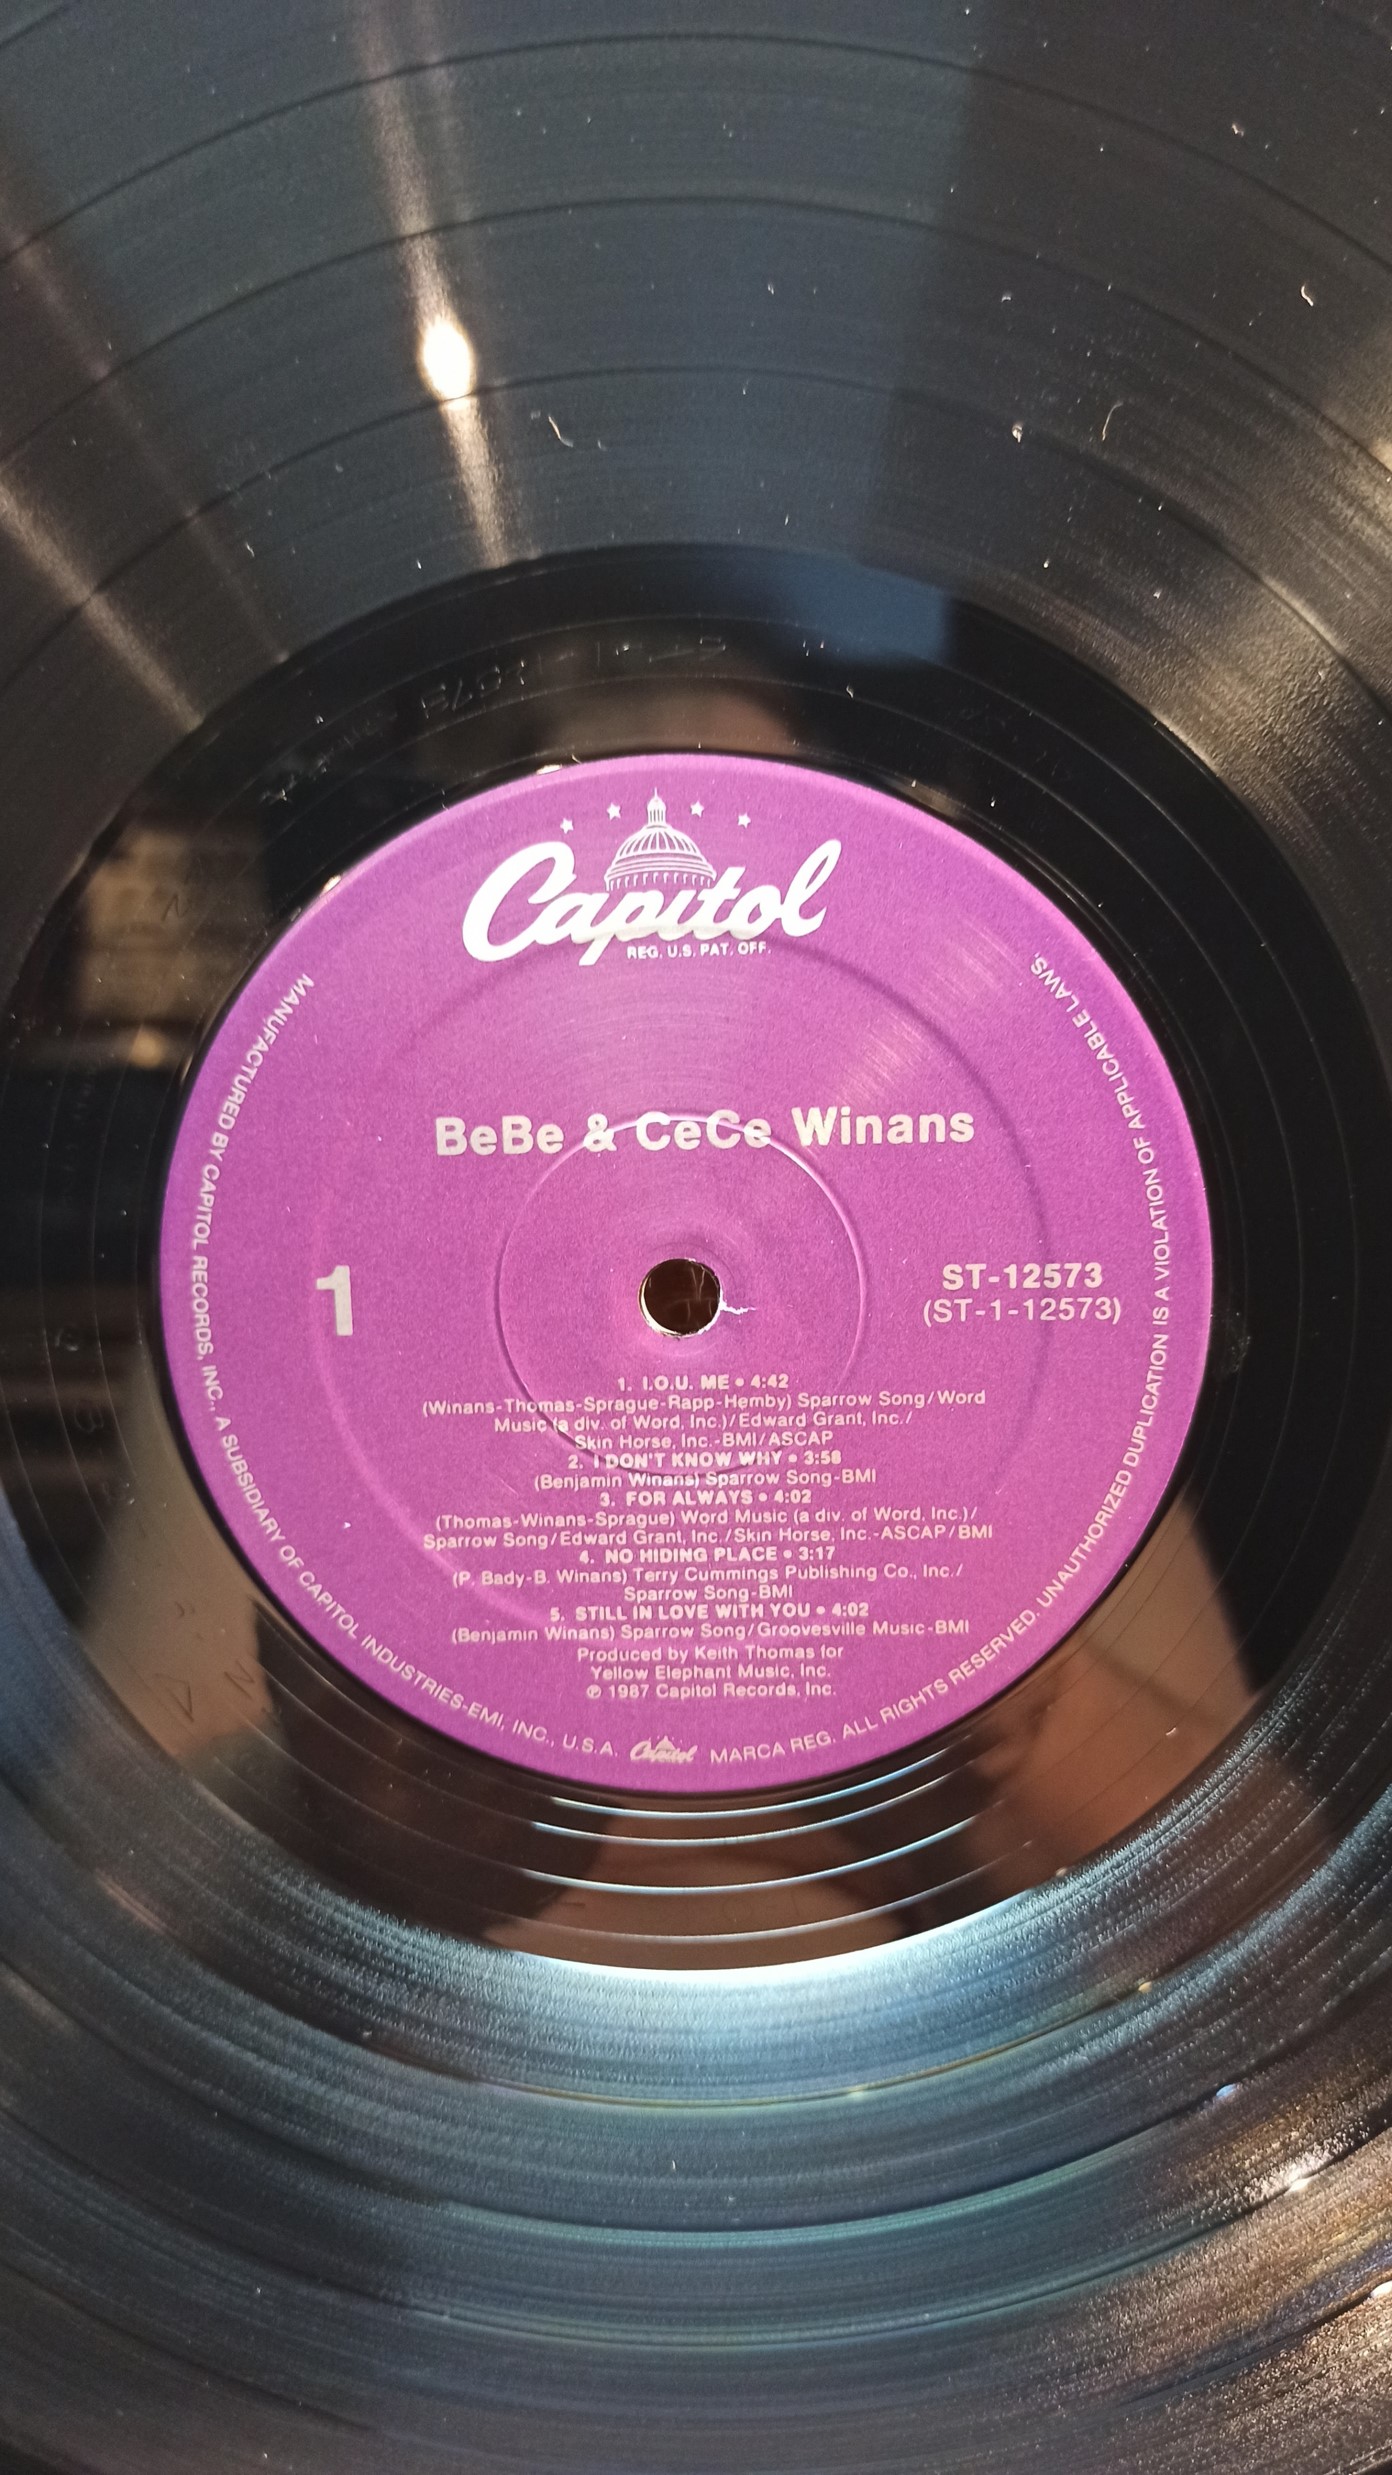 Capitol
REG. U.S. PAT. OFF.
BeBe & CeCe Winans
1
ST-12573
(ST-1-12573)
1. I.O.U. ME • 4:42
(Winans-Thomas-Sprague-Rapp-Hemby) Sparrow Song/Word
Music (a div. of Word, Inc.)/Edward Grant, Inc./
Skin Horse, Inc.-BMI/ASCAP
2. I DON'T KNOW WHY • 3:58
(Benjamin Winans) Sparrow Song-BMI
3. FOR ALWAYS • 4:02
(Thomas-Winans-Sprague) Word Music (a div. of Word, Inc.)/
Sparrow Song/Edward Grant, Inc./Skin Horse, Inc.-ASCAP/BMI
4. NO HIDING PLACE • 3:17
(P. Bady-B. Winans) Terry Cummings Publishing Co., Inc./
Sparrow Song-BMI
5. STILL IN LOVE WITH YOU • 4:02
(Benjamin Winans) Sparrow Song/Groovesville Music-BMI
Produced by Keith Thomas for
Yellow Elephant Music, Inc.
℗ 1987 Capitol Records, Inc.
MANUFACTURED BY CAPITOL RECORDS, INC., A SUBSIDIARY OF CAPITOL INDUSTRIES-EMI, INC., U.S.A. Capitol MARCA REG. ALL RIGHTS RESERVED. UNAUTHORIZED DUPLICATION IS A VIOLATION OF APPLICABLE LAWS.